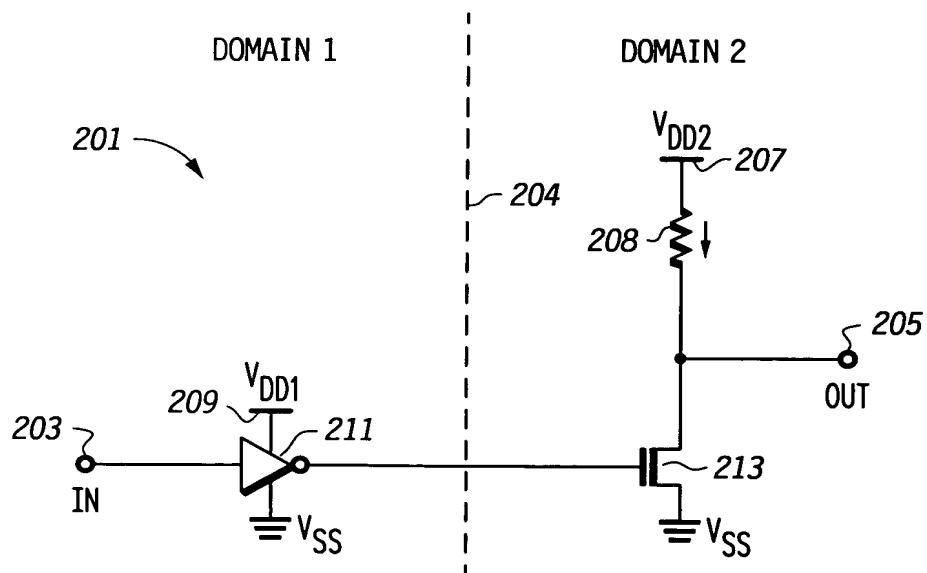 DOMAIN 1
DOMAIN 2
201
VDD2
207
204
208
205
OUT
VDD1
209
211
203
IN
213
VSS
VSS